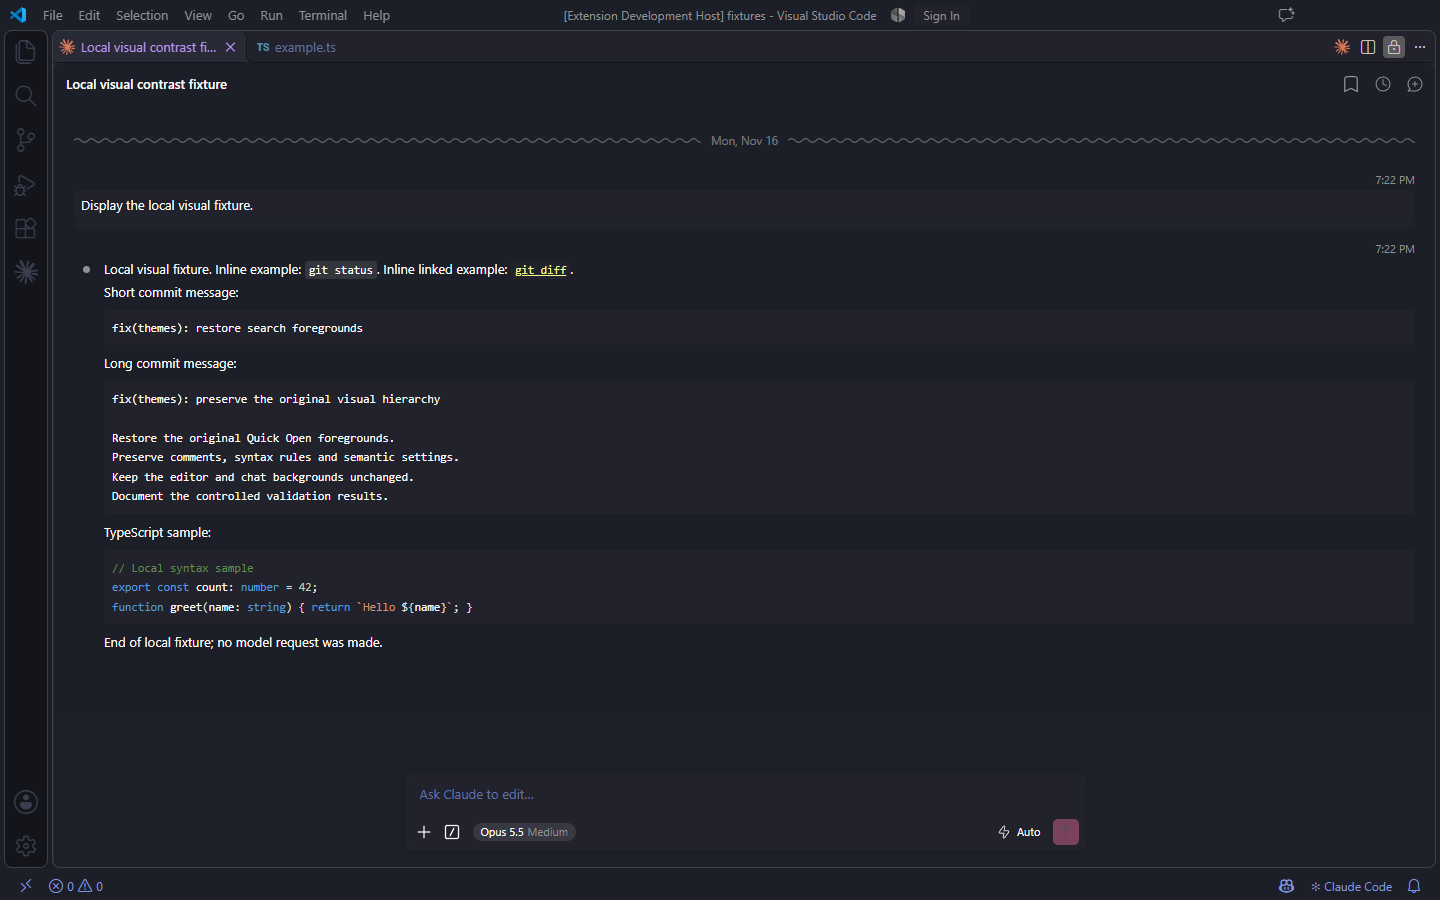 File Edit Selection View Go Run Terminal Help
[Extension Development Host] fixtures - Visual Studio Code
Sign In
Local visual contrast fi...
TS example.ts
Local visual contrast fixture
Mon, Nov 16
7:22 PM
Display the local visual fixture.
7:22 PM
Local visual fixture. Inline example: git status. Inline linked example: git diff.
Short commit message:
fix(themes): restore search foregrounds
Long commit message:
fix(themes): preserve the original visual hierarchy
Restore the original Quick Open foregrounds.
Preserve comments, syntax rules and semantic settings.
Keep the editor and chat backgrounds unchanged.
Document the controlled validation results.
TypeScript sample:
// Local syntax sample
export const count: number = 42;
function greet(name: string) { return `Hello ${name}`; }
End of local fixture; no model request was made.
Ask Claude to edit...
Opus 5.5 Medium
Auto
0 0
Claude Code